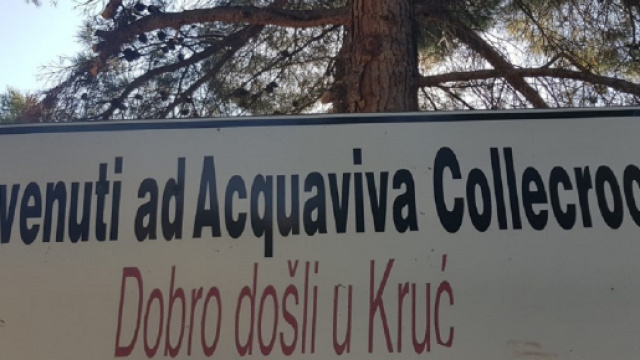 venuti ad Acquaviva Collecroc
Dobro došli u Kruć